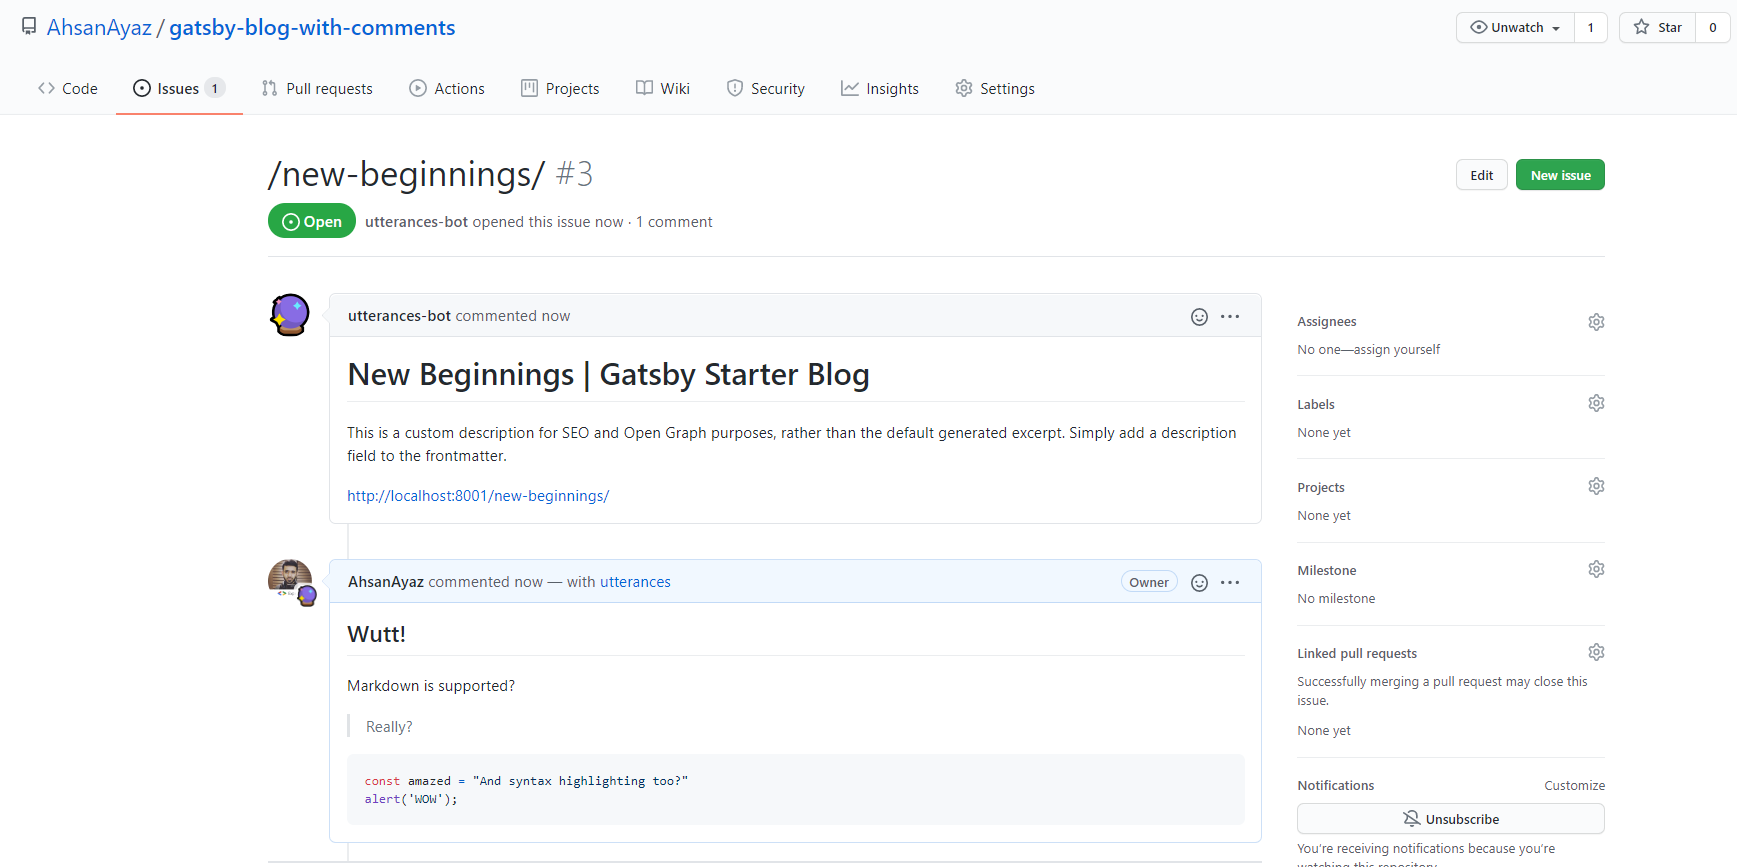 AhsanAyaz / gatsby-blog-with-comments
Unwatch 1 Star 0
Code Issues 1 Pull requests Actions Projects Wiki Security Insights Settings
/new-beginnings/ #3
Edit New issue
Open utterances-bot opened this issue now · 1 comment
utterances-bot commented now
New Beginnings | Gatsby Starter Blog
This is a custom description for SEO and Open Graph purposes, rather than the default generated excerpt. Simply add a description
field to the frontmatter.
http://localhost:8001/new-beginnings/
AhsanAyaz commented now — with utterances Owner
Wutt!
Markdown is supported?
Really?
const amazed = "And syntax highlighting too?"
alert('WOW');
Assignees
No one—assign yourself
Labels
None yet
Projects
None yet
Milestone
No milestone
Linked pull requests
Successfully merging a pull request may close this
issue.
None yet
Notifications Customize
Unsubscribe
You're receiving notifications because you're
watching this repository.